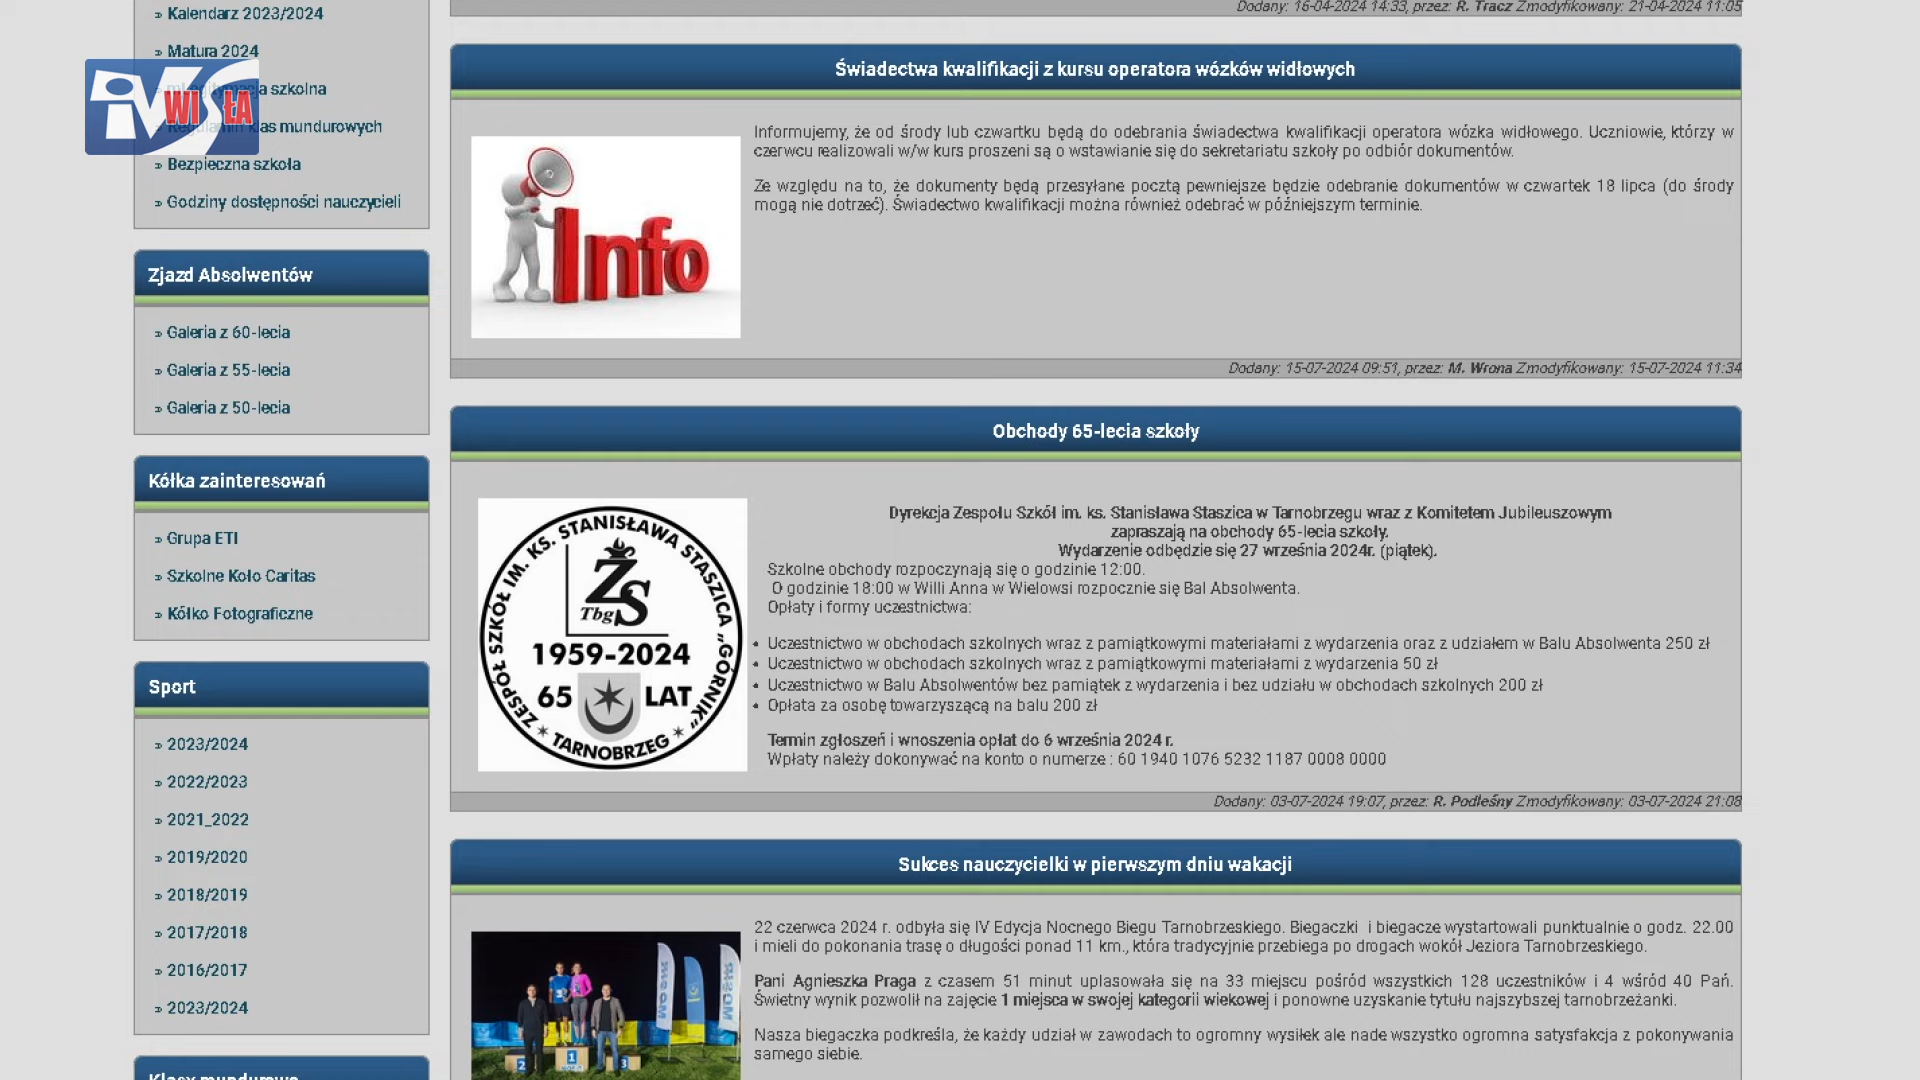 » Kalendarz 2023/2024
» Matura 2024
szkolna
klas mundurowych
» Bezpieczna szkoła
» Godziny dostępności nauczycieli
TV WISŁA
Zjazd Absolwentów
» Galeria z 60-lecia
» Galeria z 55-lecia
» Galeria z 50-lecia
Kółka zainteresowań
» Grupa ETI
» Szkolne Koło Caritas
» Kółko Fotograficzne
Sport
» 2023/2024
» 2022/2023
» 2021_2022
» 2019/2020
» 2018/2019
» 2017/2018
» 2016/2017
» 2023/2024
Klasy mundurowe
Dodany: 16-04-2024 14:33, przez: R. Tracz Zmodyfikowany: 21-04-2024 11:05
Świadectwa kwalifikacji z kursu operatora wózków widłowych
Info
Informujemy, że od środy lub czwartku będą do odebrania świadectwa kwalifikacji operatora wózka widłowego. Uczniowie, którzy w
czerwcu realizowali w/w kurs proszeni są o wstawianie się do sekretariatu szkoły po odbiór dokumentów.
Ze względu na to, że dokumenty będą przesyłane pocztą pewniejsze będzie odebranie dokumentów w czwartek 18 lipca (do środy
mogą nie dotrzeć). Świadectwo kwalifikacji można również odebrać w późniejszym terminie.
Dodany: 15-07-2024 09:51, przez: M. Wrona Zmodyfikowany: 15-07-2024 11:34
Obchody 65-lecia szkoły
ZESPÓŁ SZKÓŁ IM. KS. STANISŁAWA STASZICA „GÓRNIK”
ZS
Tbg
1959-2024
65 LAT
* TARNOBRZEG *
Dyrekcja Zespołu Szkół im. ks. Stanisława Staszica w Tarnobrzegu wraz z Komitetem Jubileuszowym
zapraszają na obchody 65-lecia szkoły.
Wydarzenie odbędzie się 27 września 2024r. (piątek).
Szkolne obchody rozpoczynają się o godzinie 12:00.
O godzinie 18:00 w Willi Anna w Wielowsi rozpocznie się Bal Absolwenta.
Opłaty i formy uczestnictwa:
• Uczestnictwo w obchodach szkolnych wraz z pamiątkowymi materiałami z wydarzenia oraz z udziałem w Balu Absolwenta 250 zł
• Uczestnictwo w obchodach szkolnych wraz z pamiątkowymi materiałami z wydarzenia 50 zł
• Uczestnictwo w Balu Absolwentów bez pamiątek z wydarzenia i bez udziału w obchodach szkolnych 200 zł
• Opłata za osobę towarzyszącą na balu 200 zł
Termin zgłoszeń i wnoszenia opłat do 6 września 2024 r.
Wpłaty należy dokonywać na konto o numerze : 60 1940 1076 5232 1187 0008 0000
Dodany: 03-07-2024 19:07, przez: R. Podleśny Zmodyfikowany: 03-07-2024 21:08
Sukces nauczycielki w pierwszym dniu wakacji
2 1 3
22 czerwca 2024 r. odbyła się IV Edycja Nocnego Biegu Tarnobrzeskiego. Biegaczki i biegacze wystartowali punktualnie o godz. 22.00
i mieli do pokonania trasę o długości ponad 11 km., która tradycyjnie przebiega po drogach wokół Jeziora Tarnobrzeskiego.
Pani Agnieszka Praga z czasem 51 minut uplasowała się na 33 miejscu pośród wszystkich 128 uczestników i 4 wśród 40 Pań.
Świetny wynik pozwolił na zajęcie 1 miejsca w swojej kategorii wiekowej i ponowne uzyskanie tytułu najszybszej tarnobrzeżanki.
Nasza biegaczka podkreśla, że każdy udział w zawodach to ogromny wysiłek ale nade wszystko ogromna satysfakcja z pokonywania
samego siebie.